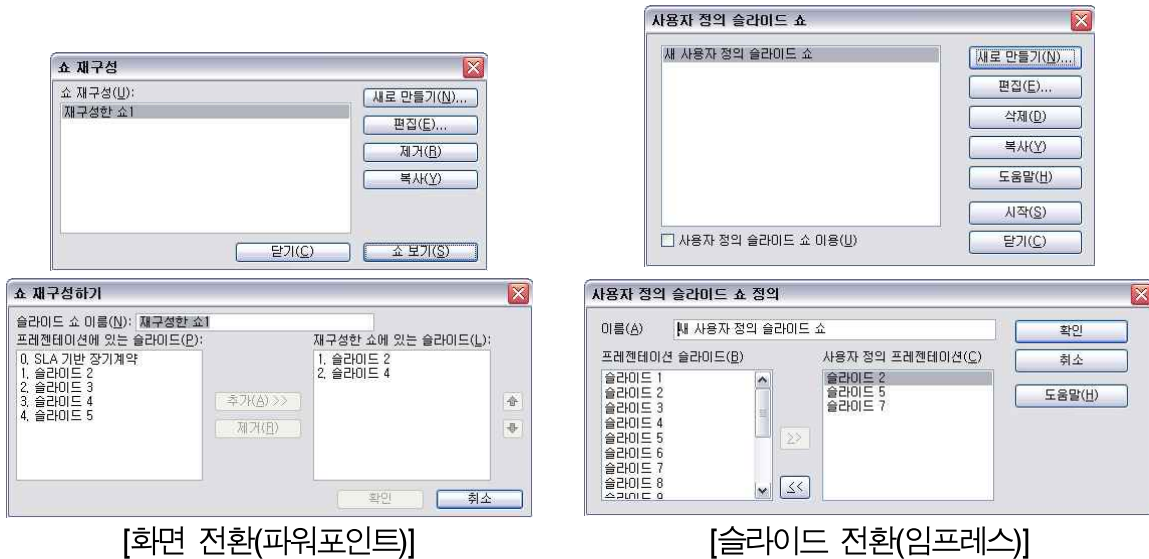 쇼 재구성
쇼 재구성(U):
재구성한 쇼1
새로 만들기(N)...
편집(E)...
제거(R)
복사(Y)
닫기(C)
쇼 보기(S)
사용자 정의 슬라이드 쇼
새 사용자 정의 슬라이드 쇼
새로 만들기(N)...
편집(E)...
삭제(D)
복사(Y)
도움말(H)
시작(S)
사용자 정의 슬라이드 쇼 이용(U)
닫기(C)
쇼 재구성하기
슬라이드 쇼 이름(N): 재구성한 쇼1
프레젠테이션에 있는 슬라이드(P):
0. SLA 기반 장기계약
1. 슬라이드 2
2. 슬라이드 3
3. 슬라이드 4
4. 슬라이드 5
추가(A) >>
제거(R)
재구성한 쇼에 있는 슬라이드(L):
1. 슬라이드 2
2. 슬라이드 4
확인
취소
사용자 정의 슬라이드 쇼 정의
이름(A) 새 사용자 정의 슬라이드 쇼
확인
프레젠테이션 슬라이드(B)
슬라이드 1
슬라이드 2
슬라이드 3
슬라이드 4
슬라이드 5
슬라이드 6
슬라이드 7
슬라이드 8
슬라이드 9
>>
<<
사용자 정의 프레젠테이션(C)
슬라이드 2
슬라이드 5
슬라이드 7
취소
도움말(H)
[화면 전환(파워포인트)]
[슬라이드 전환(임프레스)]